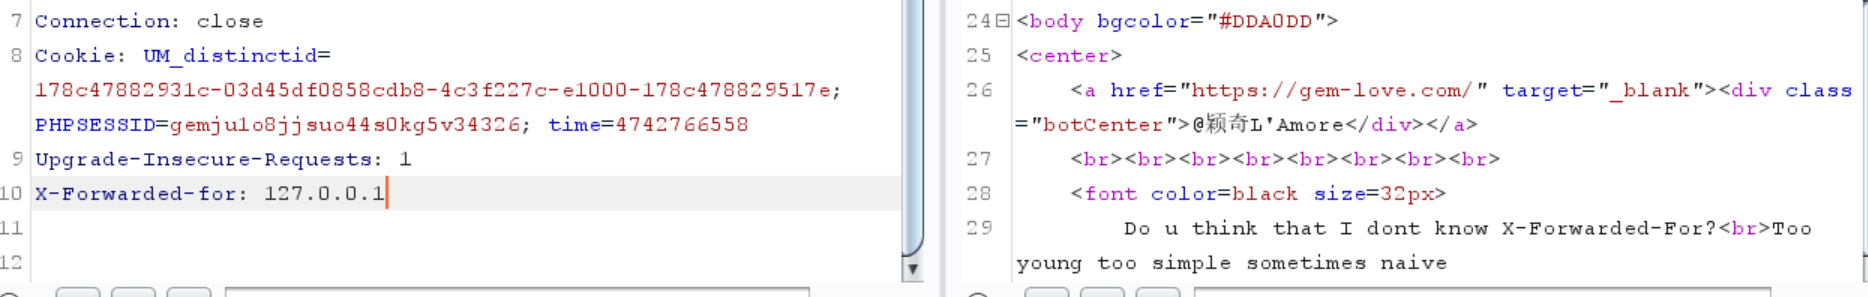 7 Connection: close
8 Cookie: UM_distinctid=
178c47882931c-03d45df0858cdb8-4c3f227c-e1000-178c478829517e;
PHPSESSID=gemju1o8jjsuo44s0kg5v34326; time=4742766558
9 Upgrade-Insecure-Requests: 1
10 X-Forwarded-for: 127.0.0.1
11
12
24 <body bgcolor="#DDA0DD">
25 <center>
26 <a href="https://gem-love.com/" target="_blank"><div class
="botCenter">@颖奇L'Amore</div></a>
27 <br><br><br><br><br><br><br><br>
28 <font color=black size=32px>
29 Do u think that I dont know X-Forwarded-For?<br>Too
young too simple sometimes naive